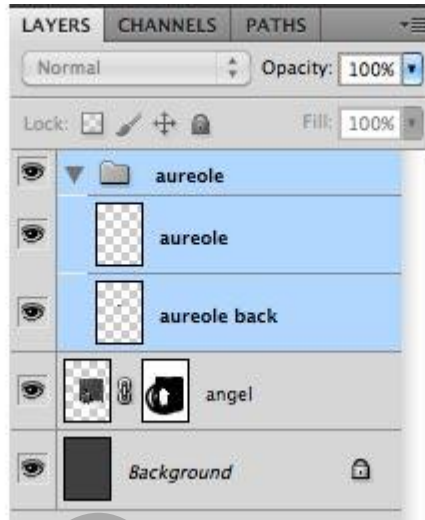 LAYERS CHANNELS PATHS
Normal Opacity: 100%
Lock: Fill: 100%
aureole
aureole
aureole back
angel
Background